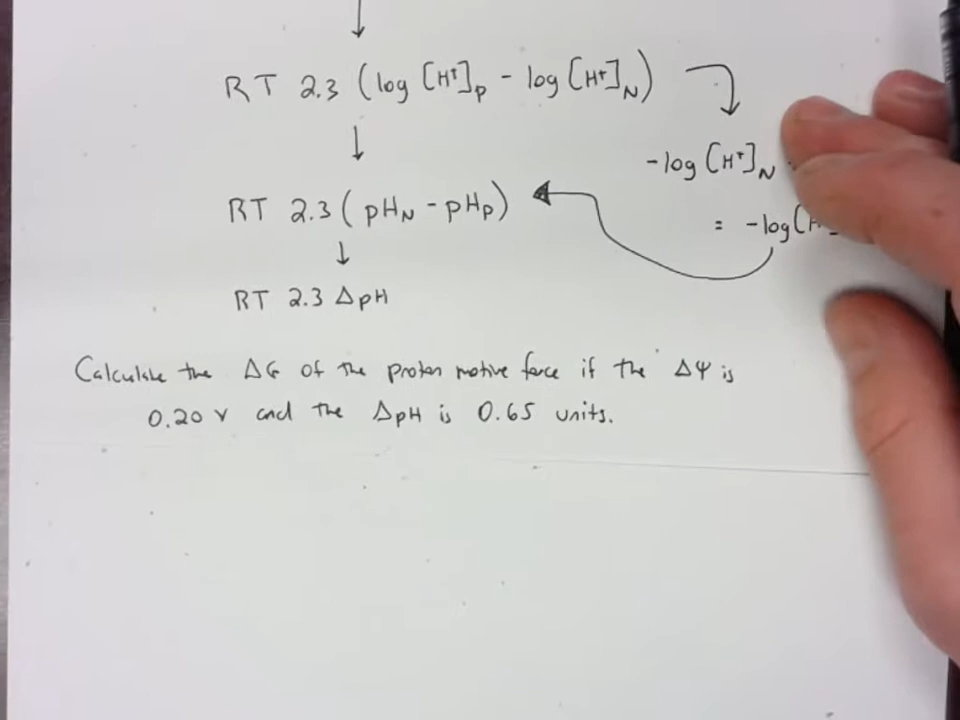 ↓
RT 2.3 (log [H⁺]P - log [H⁺]N)
↓
-log [H⁺]N
RT 2.3 (pHN - pHP)
= -log [H
↓
RT 2.3 ΔpH
Calculate the ΔG of the proton motive force if the ΔΨ is
0.20 V and the ΔpH is 0.65 units.